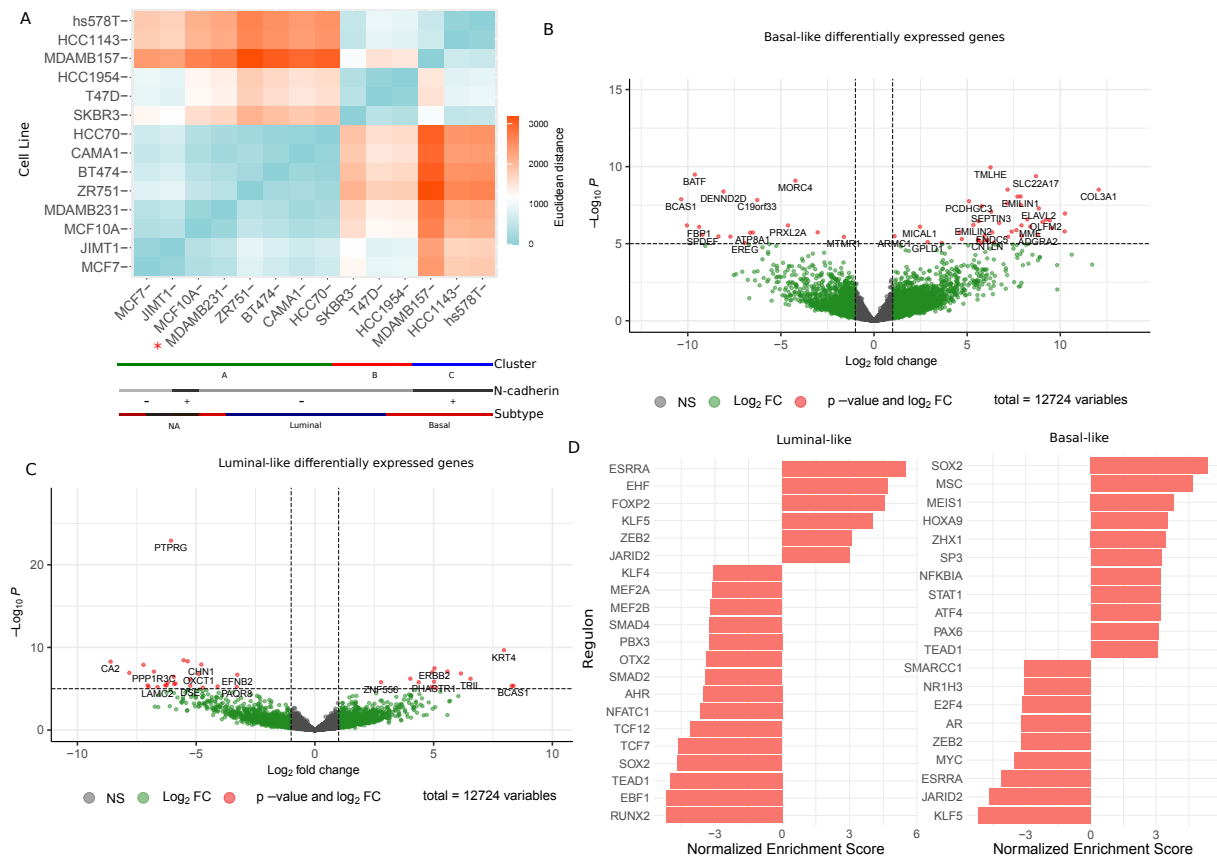 A
Cell Line
hs578T
HCC1143
MDAMB157
HCC1954
T47D
SKBR3
HCC70
CAMA1
BT474
ZR751
MDAMB231
MCF10A
JIMT1
MCF7
MCF7
JIMT1
MCF10A
* MDAMB231
ZR751
BT474
CAMA1
HCC70
SKBR3
T47D
HCC1954
MDAMB157
HCC1143
hs578T
Euclidean distance
3000
2000
1000
0
Cluster
A B C
N-cadherin
– + – +
Subtype
NA Luminal Basal
B
Basal-like differentially expressed genes
−Log10 P
15
10
5
0
TMLHE
BATF
SLC22A17
MORC4
DENND2D
COL3A1
BCAS1
C19orf33
EMILIN1
PCDHGC3
ELAVL2
SEPTIN3
OLFM2
PRXL2A
MICAL1
FBP1
EMILIN2
MME
SPDEF
ATP8A1
ENDC5
ADGRA2
MTMR1
ARMC1
CNTLN
EREG
GPLD1
−10 −5 0 5 10
Log2 fold change
NS Log2 FC p −value and log2 FC total = 12724 variables
C
Luminal-like differentially expressed genes
−Log10 P
20
10
0
PTPRG
KRT4
CA2
CHN1
ERBB2
PPP1R3C
EFNB2
TRIL
OXCT1
ZNF556
PHACTR1
LAMC2
DSE
PAQR8
BCAS1
−10 −5 0 5 10
Log2 fold change
NS Log2 FC p −value and log2 FC total = 12724 variables
D
Regulon
Luminal-like
ESRRA
EHF
FOXP2
KLF5
ZEB2
JARID2
KLF4
MEF2A
MEF2B
SMAD4
PBX3
OTX2
SMAD2
AHR
NFATC1
TCF12
TCF7
SOX2
TEAD1
EBF1
RUNX2
−3 0 3 6
Normalized Enrichment Score
Basal-like
SOX2
MSC
MEIS1
HOXA9
ZHX1
SP3
NFKBIA
STAT1
ATF4
PAX6
TEAD1
SMARCC1
NR1H3
E2F4
AR
ZEB2
MYC
ESRRA
JARID2
KLF5
−3 0 3
Normalized Enrichment Score